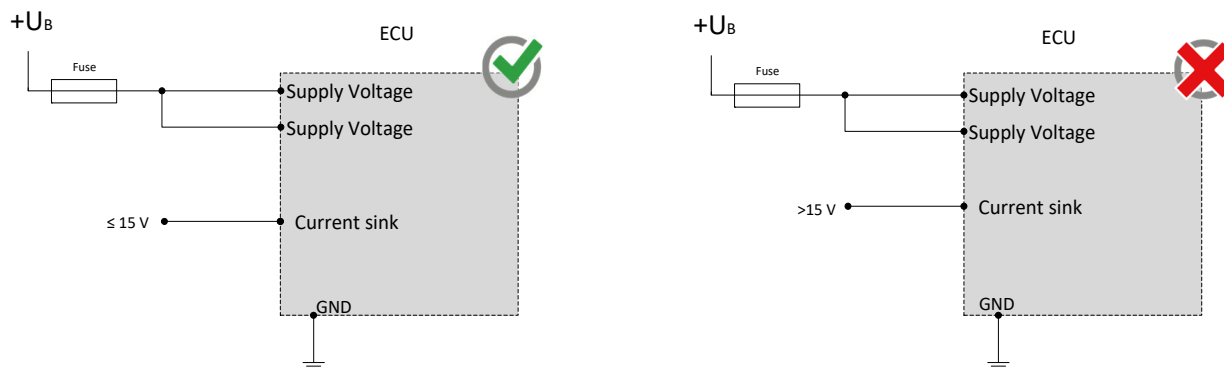 +UB
ECU
Fuse
Supply Voltage
Supply Voltage
≤ 15 V
Current sink
GND
+UB
ECU
Fuse
Supply Voltage
Supply Voltage
>15 V
Current sink
GND